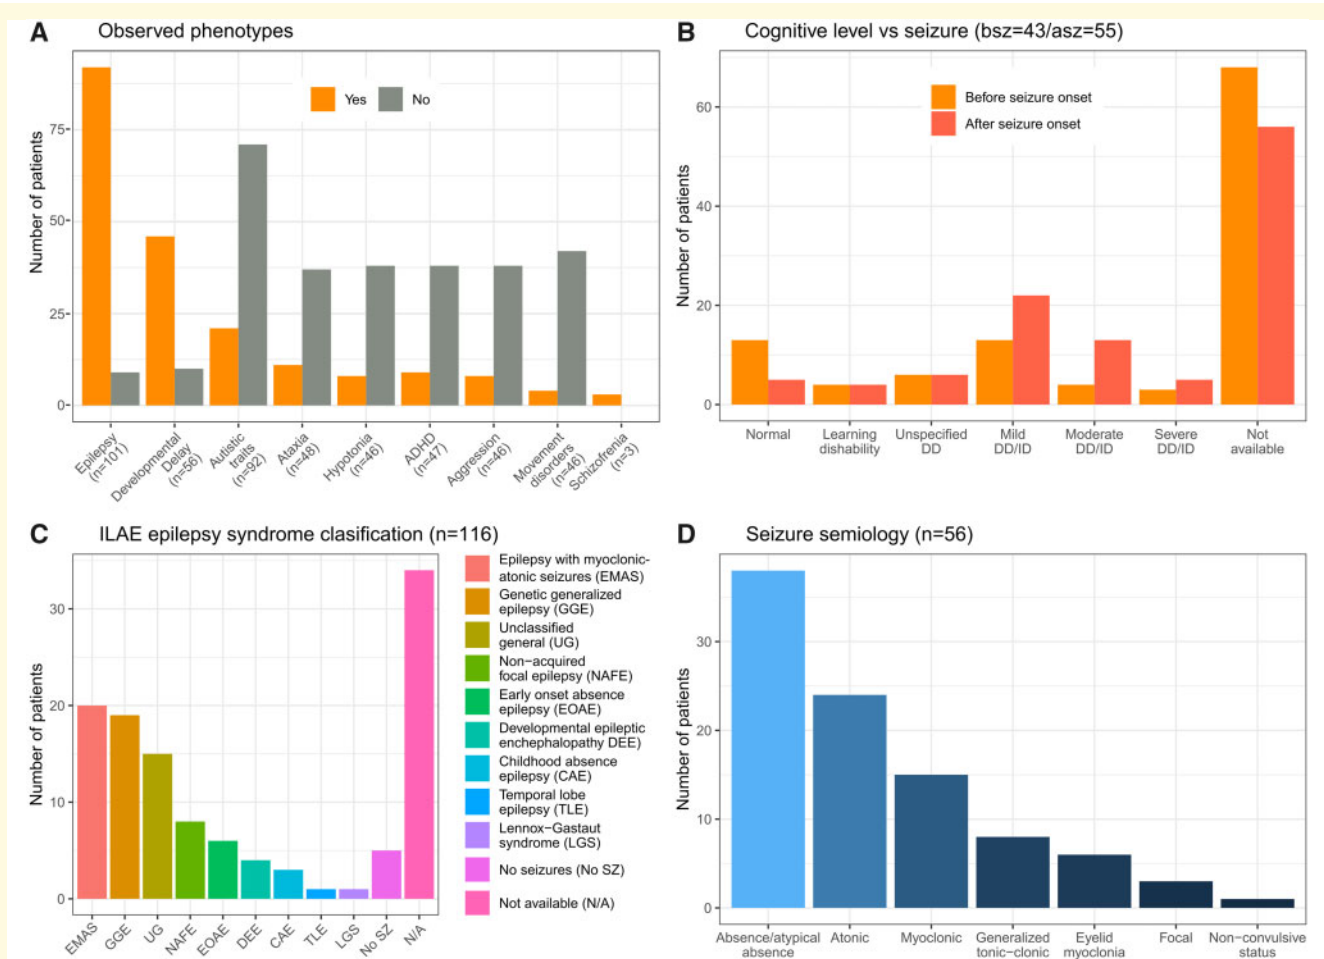 A Observed phenotypes
Number of patients
75
50
25
0
Yes No
Epilepsy
(n=101)
Developmental
Delay
(n=56)
Autistic
traits
(n=92)
Ataxia
(n=48)
Hypotonia
(n=46)
ADHD
(n=47)
Aggression
(n=46)
Movement
disorders
(n=46)
Schizofrenia
(n=3)
B Cognitive level vs seizure (bsz=43/asz=55)
Number of patients
60
40
20
0
Before seizure onset
After seizure onset
Normal
Learning
dishability
Unspecified
DD
Mild
DD/ID
Moderate
DD/ID
Severe
DD/ID
Not
available
C ILAE epilepsy syndrome clasification (n=116)
Number of patients
30
20
10
0
EMAS
GGE
UG
NAFE
EOAE
DEE
CAE
TLE
LGS
No SZ
N/A
Epilepsy with myoclonic-
atonic seizures (EMAS)
Genetic generalized
epilepsy (GGE)
Unclassified
general (UG)
Non−acquired
focal epilepsy (NAFE)
Early onset absence
epilepsy (EOAE)
Developmental epileptic
enchephalopathy DEE)
Childhood absence
epilepsy (CAE)
Temporal lobe
epilepsy (TLE)
Lennox−Gastaut
syndrome (LGS)
No seizures (No SZ)
Not available (N/A)
D Seizure semiology (n=56)
Number of patients
30
20
10
0
Absence/atypical
absence
Atonic
Myoclonic
Generalized
tonic−clonic
Eyelid
myoclonia
Focal
Non−convulsive
status